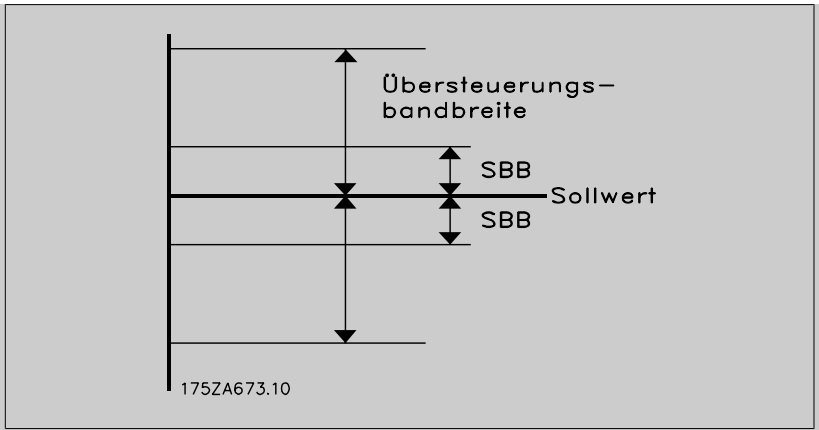 Übersteuerungs-
bandbreite
SBB
Sollwert
SBB
175ZA673.10